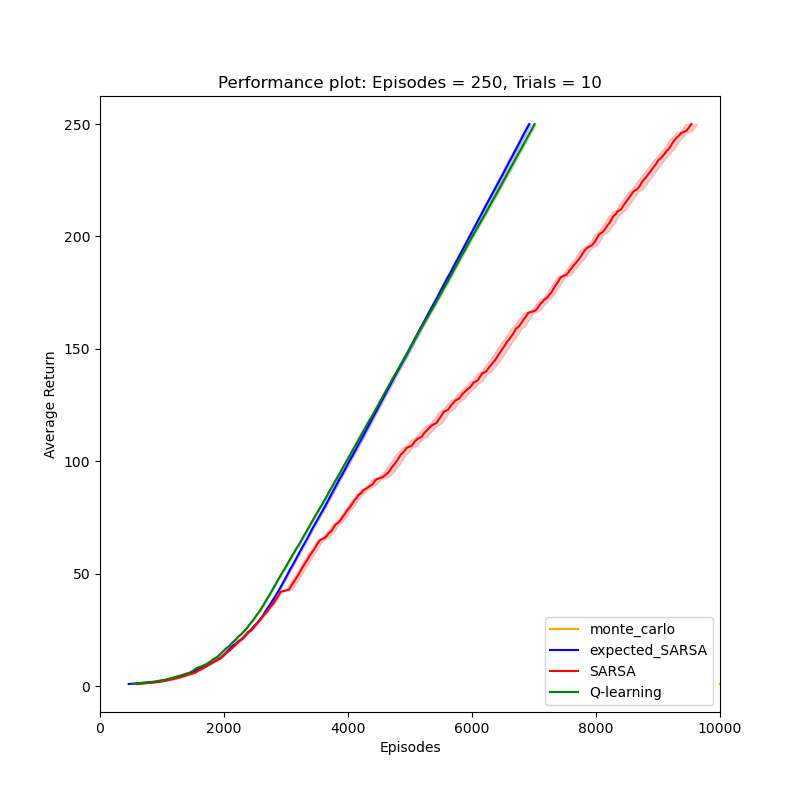 Performance plot: Episodes = 250, Trials = 10
Average Return
250
200
150
100
50
0
monte_carlo
expected_SARSA
SARSA
Q-learning
0 2000 4000 6000 8000 10000
Episodes